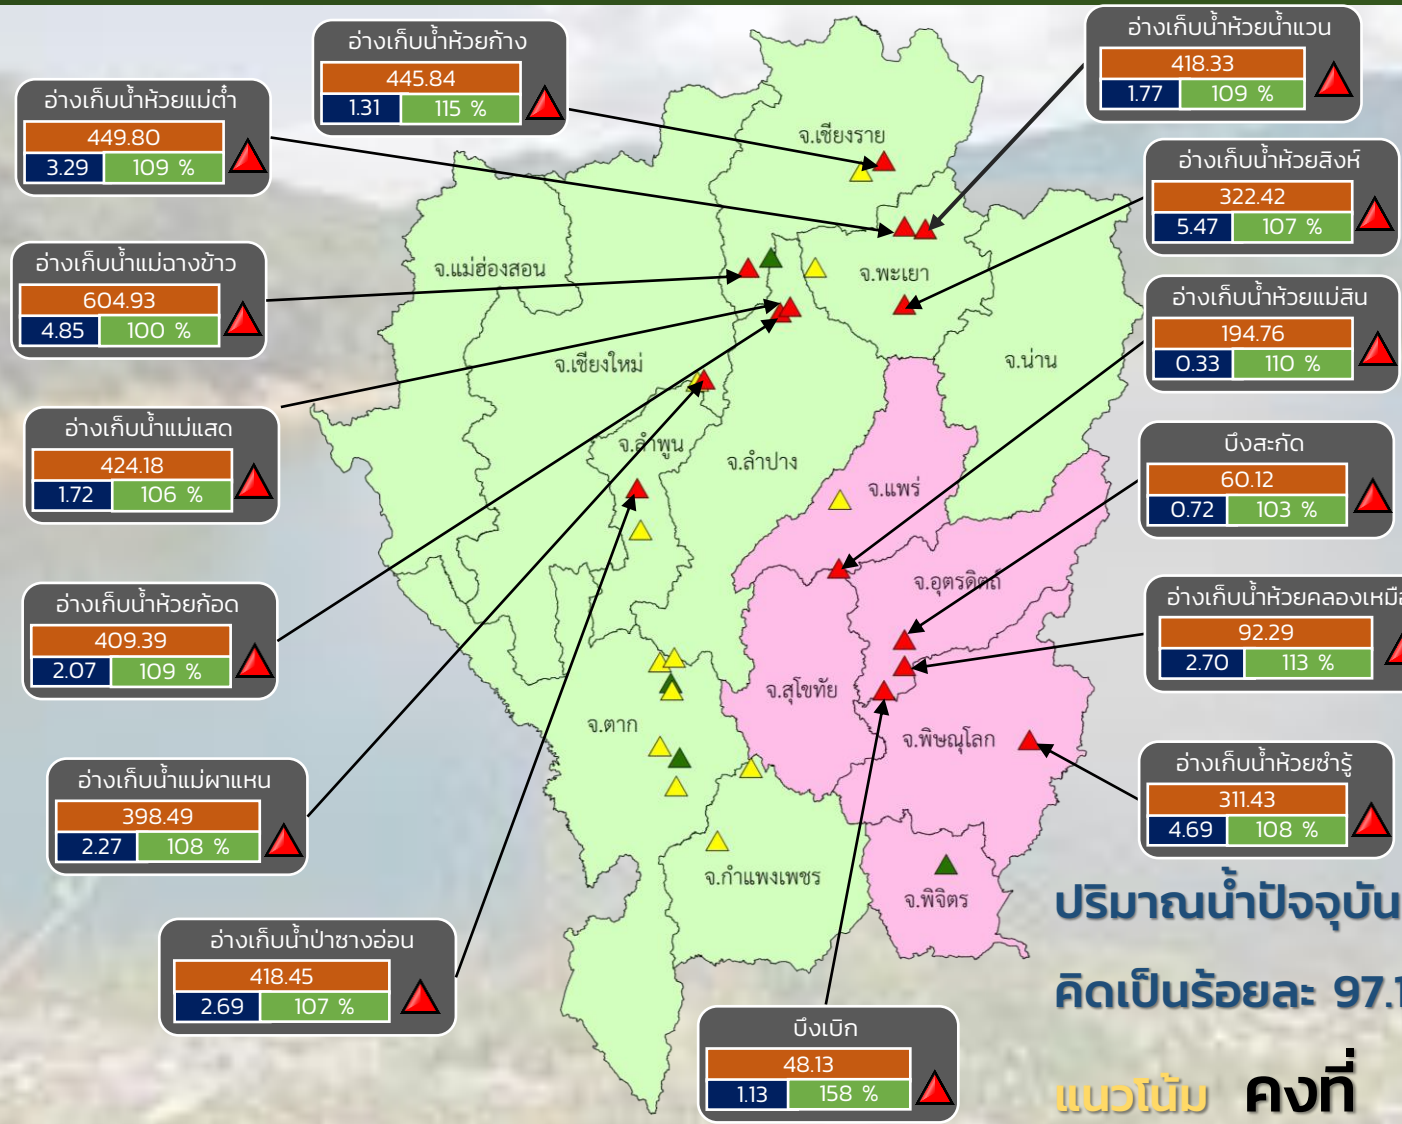 อ่างเก็บน้ำห้วยก้าง
445.84
1.31 115 %
อ่างเก็บน้ำห้วยน้ำแวน
418.33
1.77 109 %
อ่างเก็บน้ำห้วยแม่ต๋ำ
449.80
3.29 109 %
อ่างเก็บน้ำห้วยสิงห์
322.42
5.47 107 %
อ่างเก็บน้ำแม่ฉางข้าว
604.93
4.85 100 %
อ่างเก็บน้ำห้วยแม่สิน
194.76
0.33 110 %
อ่างเก็บน้ำแม่แสด
424.18
1.72 106 %
บึงสะกัด
60.12
0.72 103 %
อ่างเก็บน้ำห้วยก้อด
409.39
2.07 109 %
อ่างเก็บน้ำห้วยคลองเหมือ
92.29
2.70 113 %
อ่างเก็บน้ำแม่ผาแหน
398.49
2.27 108 %
อ่างเก็บน้ำห้วยซำรู้
311.43
4.69 108 %
อ่างเก็บน้ำป่าซางอ่อน
418.45
2.69 107 %
บึงเบิก
48.13
1.13 158 %
จ.เชียงราย
จ.แม่ฮ่องสอน
จ.พะเยา
จ.เชียงใหม่
จ.น่าน
จ.ลำพูน
จ.ลำปาง
จ.แพร่
จ.อุตรดิตถ์
จ.สุโขทัย
จ.ตาก
จ.พิษณุโลก
จ.กำแพงเพชร
จ.พิจิตร
ปริมาณน้ำปัจจุบัน
คิดเป็นร้อยละ 97.1
แนวโน้ม คงที่